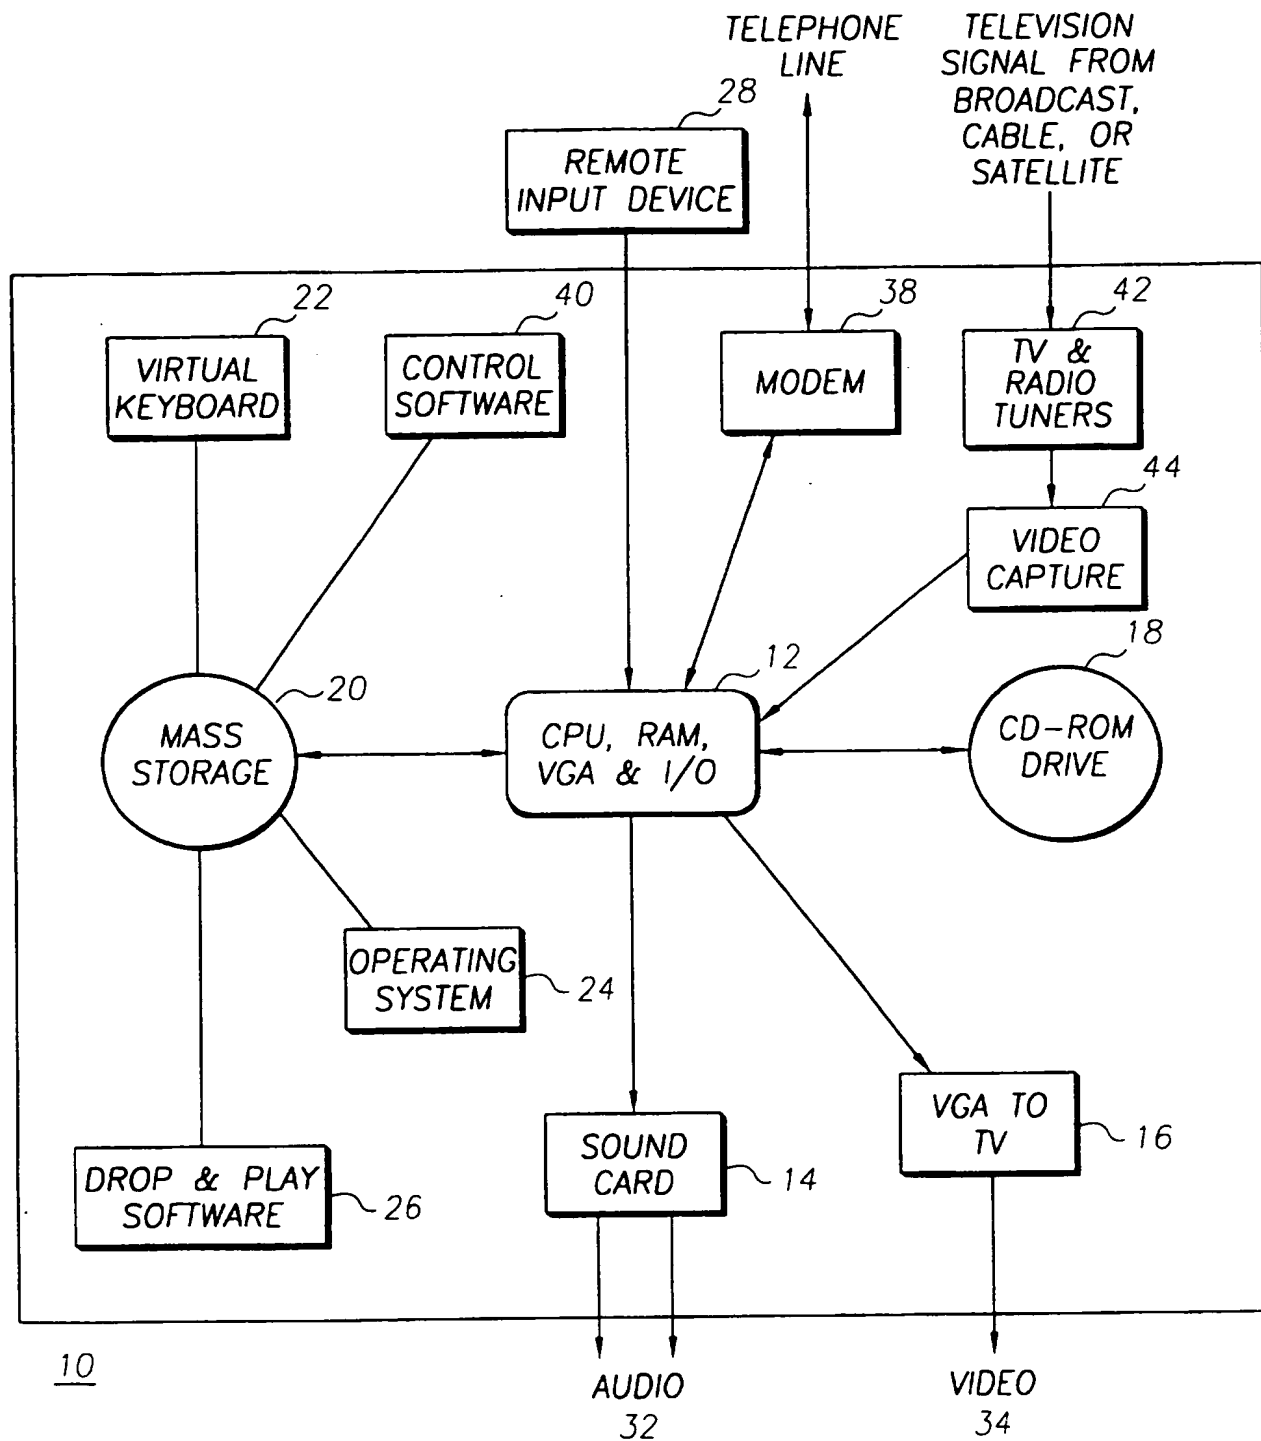 TELEPHONE
LINE
TELEVISION
SIGNAL FROM
BROADCAST,
CABLE, OR
SATELLITE
28
REMOTE
INPUT DEVICE
22
VIRTUAL
KEYBOARD
40
CONTROL
SOFTWARE
38
MODEM
42
TV &
RADIO
TUNERS
44
VIDEO
CAPTURE
20
MASS
STORAGE
12
CPU, RAM,
VGA & I/O
18
CD-ROM
DRIVE
OPERATING
SYSTEM
24
DROP & PLAY
SOFTWARE
26
SOUND
CARD
14
VGA TO
TV
16
10
AUDIO
32
VIDEO
34